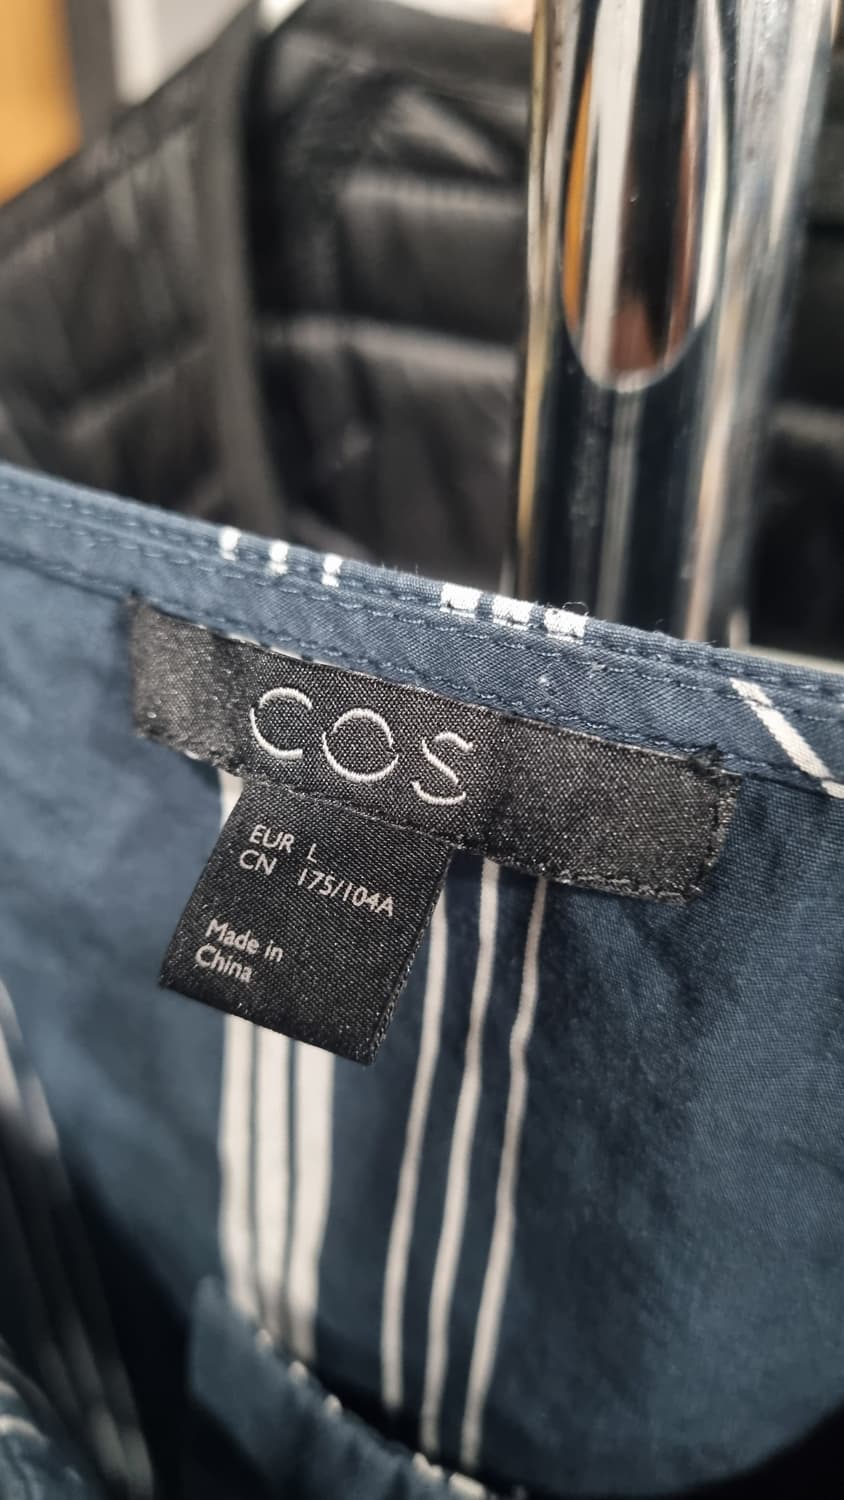 COS
EUR L
CN 175/104A
Made in
China